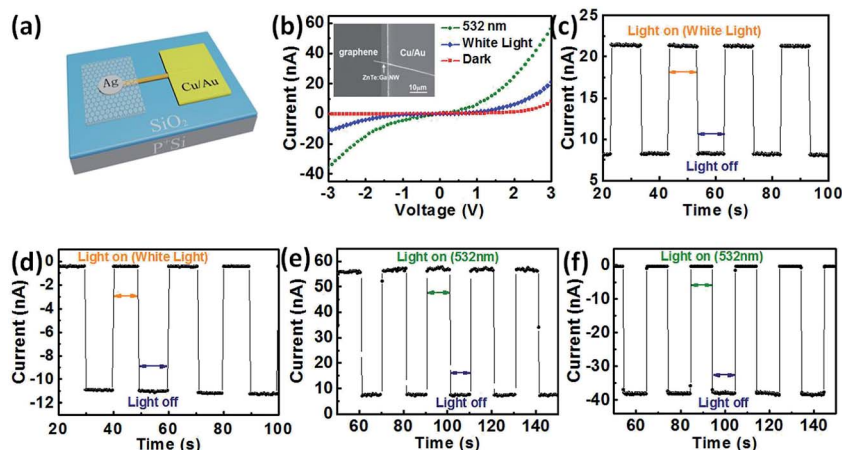 (a)
Ag
Cu/Au
SiO₂
P⁺Si
(b)
Current (nA)
60
40
20
0
-20
-40
graphene
Cu/Au
ZnTe:Ga NW
10μm
532 nm
White Light
Dark
-3 -2 -1 0 1 2 3
Voltage (V)
(c)
Current (nA)
25
20
15
10
5
Light on (White Light)
Light off
20 40 60 80 100
Time (s)
(d)
Current (nA)
0
-2
-4
-6
-8
-10
-12
Light on (White Light)
Light off
20 40 60 80 100
Time (s)
(e)
Current (nA)
70
60
50
40
30
20
10
0
Light on (532nm)
Light off
60 80 100 120 140
Time (s)
(f)
Current (nA)
0
-10
-20
-30
-40
Light on (532nm)
Light off
60 80 100 120 140
Time (s)